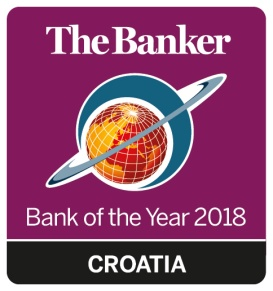 The Banker
Bank of the Year 2018
CROATIA